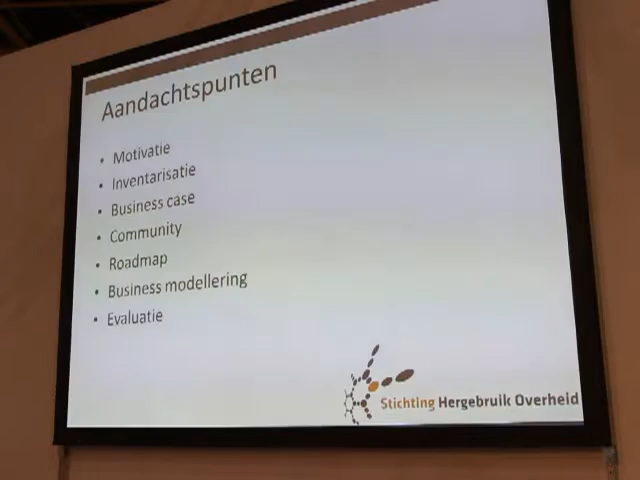 Aandachtspunten
• Motivatie
• Inventarisatie
• Business case
• Community
• Roadmap
• Business modellering
• Evaluatie
Stichting Hergebruik Overheid